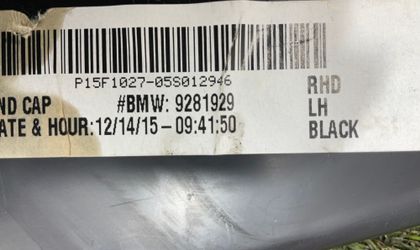 P15F1027-05S012946
ND CAP #BMW: 9281929 RHD
LH
ATE & HOUR:12/14/15 - 09:41:50 BLACK